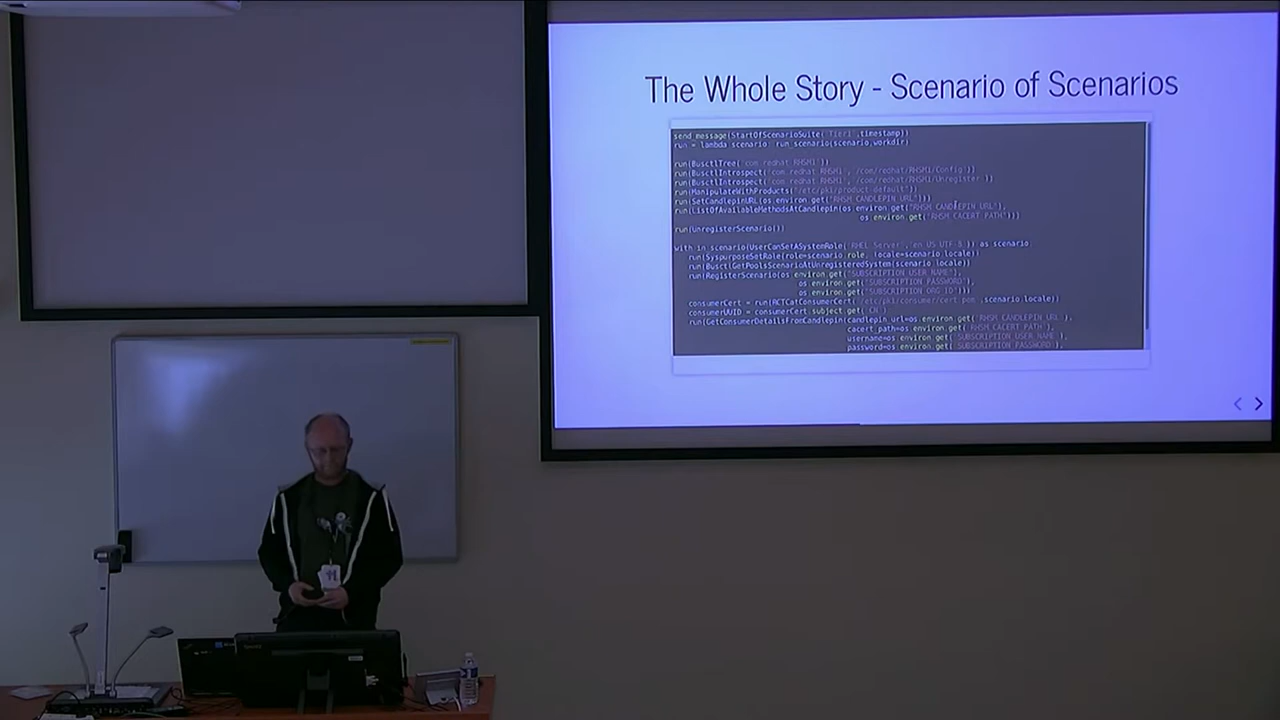 The Whole Story - Scenario of Scenarios
send_message(StartOfScenarioSuite('Tier1',timestamp))
run = lambda scenario: run_scenario(scenario,workdir)
run(BusctlTree('com.redhat.RHSM1'))
run(BusctlIntrospect('com.redhat.RHSM1', '/com/redhat/RHSM1/Config'))
run(BusctlIntrospect('com.redhat.RHSM1', '/com/redhat/RHSM1/Unregister'))
run(ManipulateWithProducts("/etc/pki/product-default"))
run(SetCandlepinURL(os.environ.get("RHSM_CANDLEPIN_URL")))
run(ListOfAvailableMethodsAtCandlepin(os.environ.get("RHSM_CANDLEPIN_URL"),
os.environ.get('RHSM_CACERT_PATH')))
run(UnregisterScenario())
with in_scenario(UserCanSetASystemRole('RHEL Server','en_US.UTF-8')) as scenario:
run(SyspurposeSetRole(role=scenario.role, locale=scenario.locale))
run(BusctlGetPoolsScenarioAtUnregisteredSystem(scenario.locale))
run(RegisterScenario(os.environ.get("SUBSCRIPTION_USER_NAME"),
os.environ.get("SUBSCRIPTION_PASSWORD"),
os.environ.get("SUBSCRIPTION_ORG_ID")))
consumerCert = run(RCTCatConsumerCert('/etc/pki/consumer/cert.pem',scenario.locale))
consumerUUID = consumerCert.subject.get('CN')
run(GetConsumerDetailsFromCandlepin(candlepin_url=os.environ.get('RHSM_CANDLEPIN_URL'),
cacert_path=os.environ.get('RHSM_CACERT_PATH'),
username=os.environ.get('SUBSCRIPTION_USER_NAME'),
password=os.environ.get('SUBSCRIPTION_PASSWORD'),